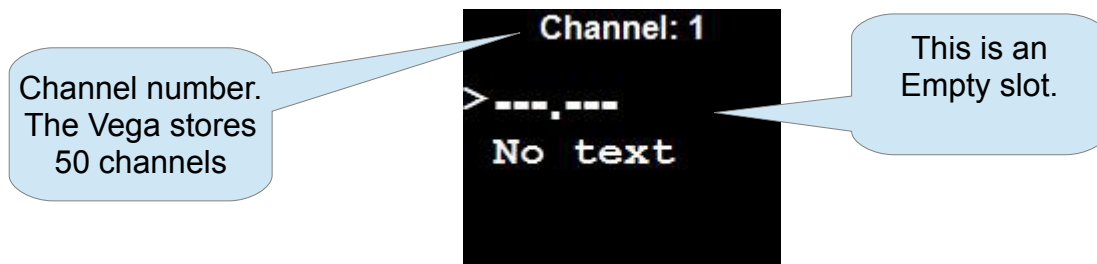 Channel: 1
Channel number.
The Vega stores
50 channels
This is an
Empty slot.
>---.---
No text